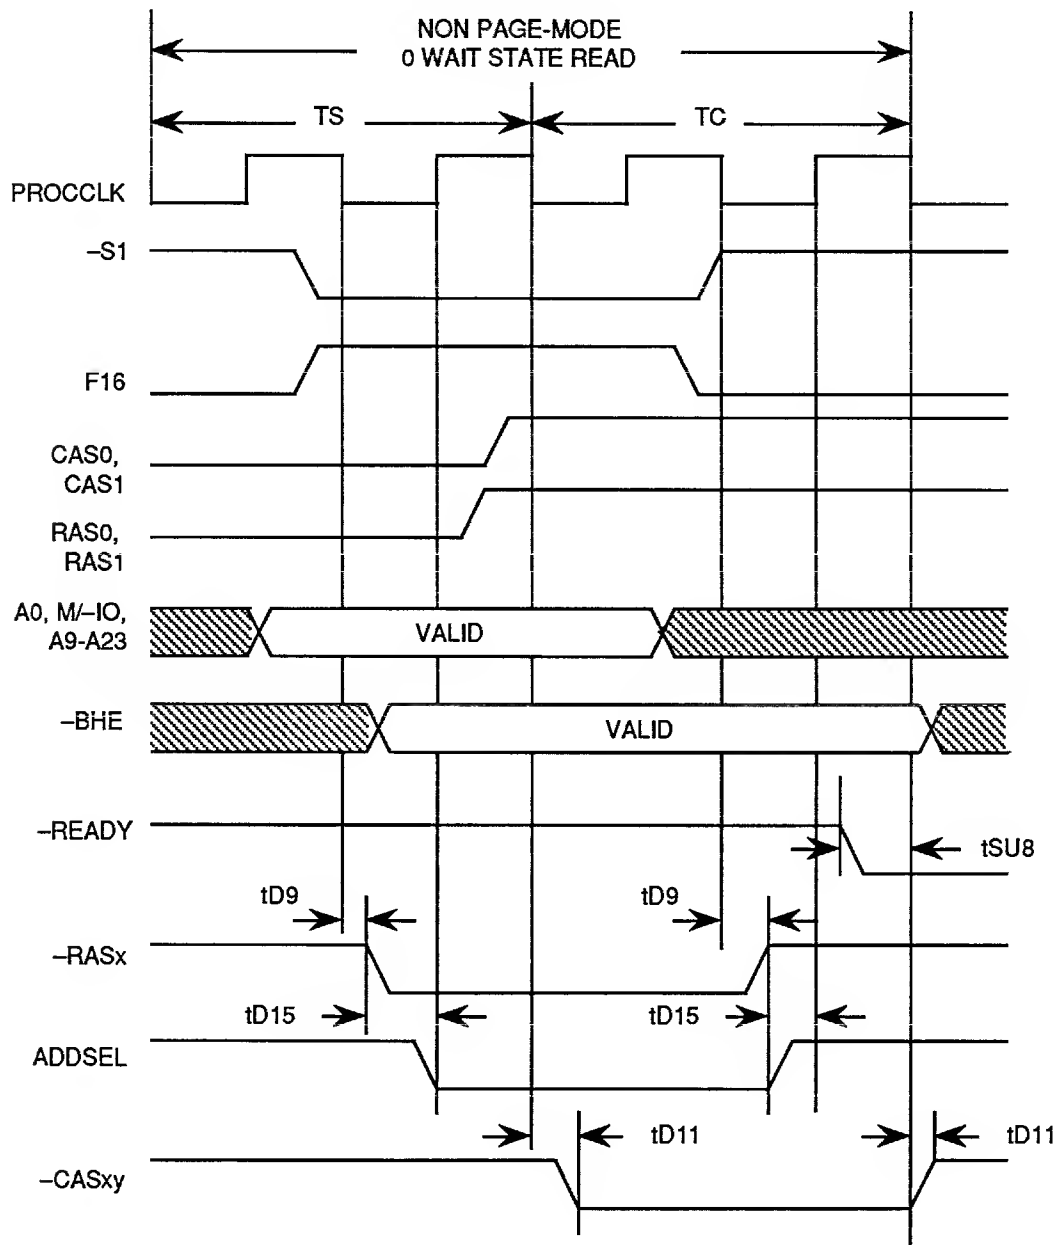 NON PAGE-MODE
0 WAIT STATE READ
TS
TC
PROCCLK
–S1
F16
CAS0,
CAS1
RAS0,
RAS1
A0, M/–IO,
A9-A23
VALID
–BHE
VALID
–READY
tSU8
tD9
tD9
–RASx
tD15
tD15
ADDSEL
tD11
tD11
–CASxy